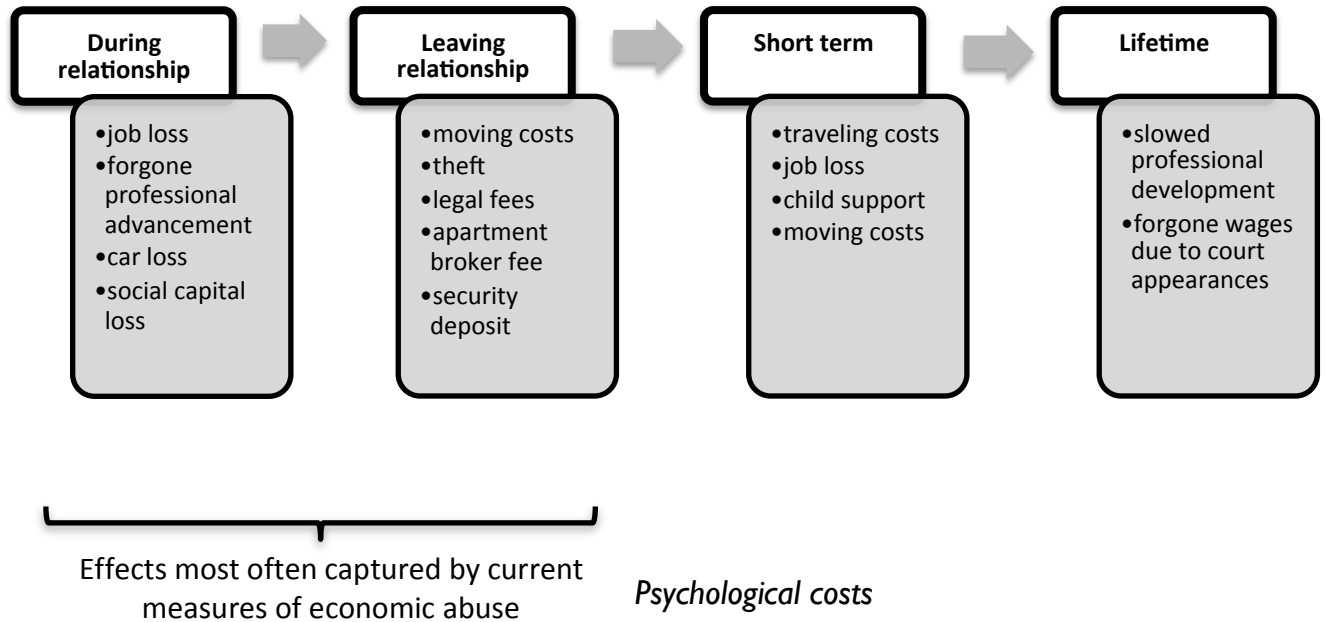 During
relationship
•job loss
•forgone
professional
advancement
•car loss
•social capital
loss
Leaving
relationship
•moving costs
•theft
•legal fees
•apartment
broker fee
•security
deposit
Short term
•traveling costs
•job loss
•child support
•moving costs
Lifetime
•slowed
professional
development
•forgone wages
due to court
appearances
Effects most often captured by current
measures of economic abuse
Psychological costs